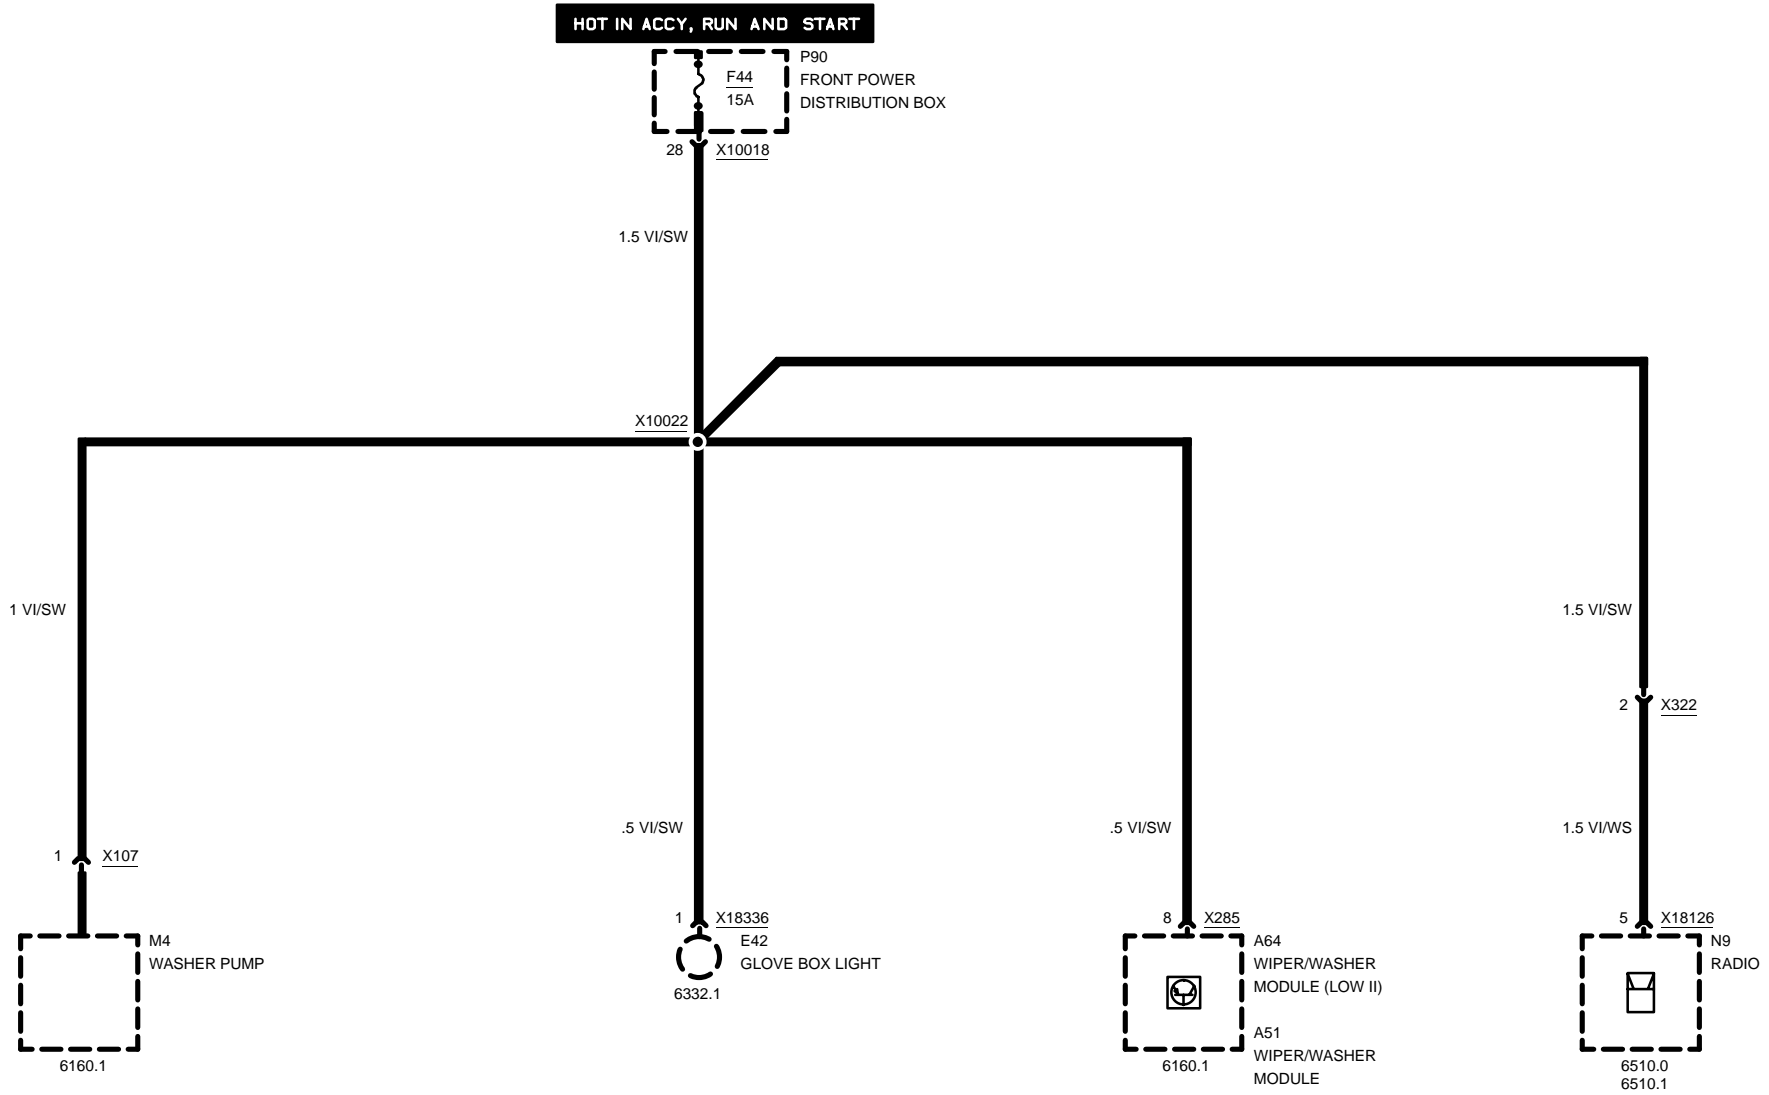 HOT IN ACCY, RUN AND START
P90
FRONT POWER
DISTRIBUTION BOX
F44
15A
28
X10018
1.5 VI/SW
X10022
1 VI/SW
1.5 VI/SW
2
X322
.5 VI/SW
.5 VI/SW
1.5 VI/WS
1
X107
1
X18336
8
X285
5
X18126
M4
WASHER PUMP
6160.1
E42
GLOVE BOX LIGHT
6332.1
A64
WIPER/WASHER
MODULE (LOW II)
A51
WIPER/WASHER
MODULE
6160.1
N9
RADIO
6510.0
6510.1